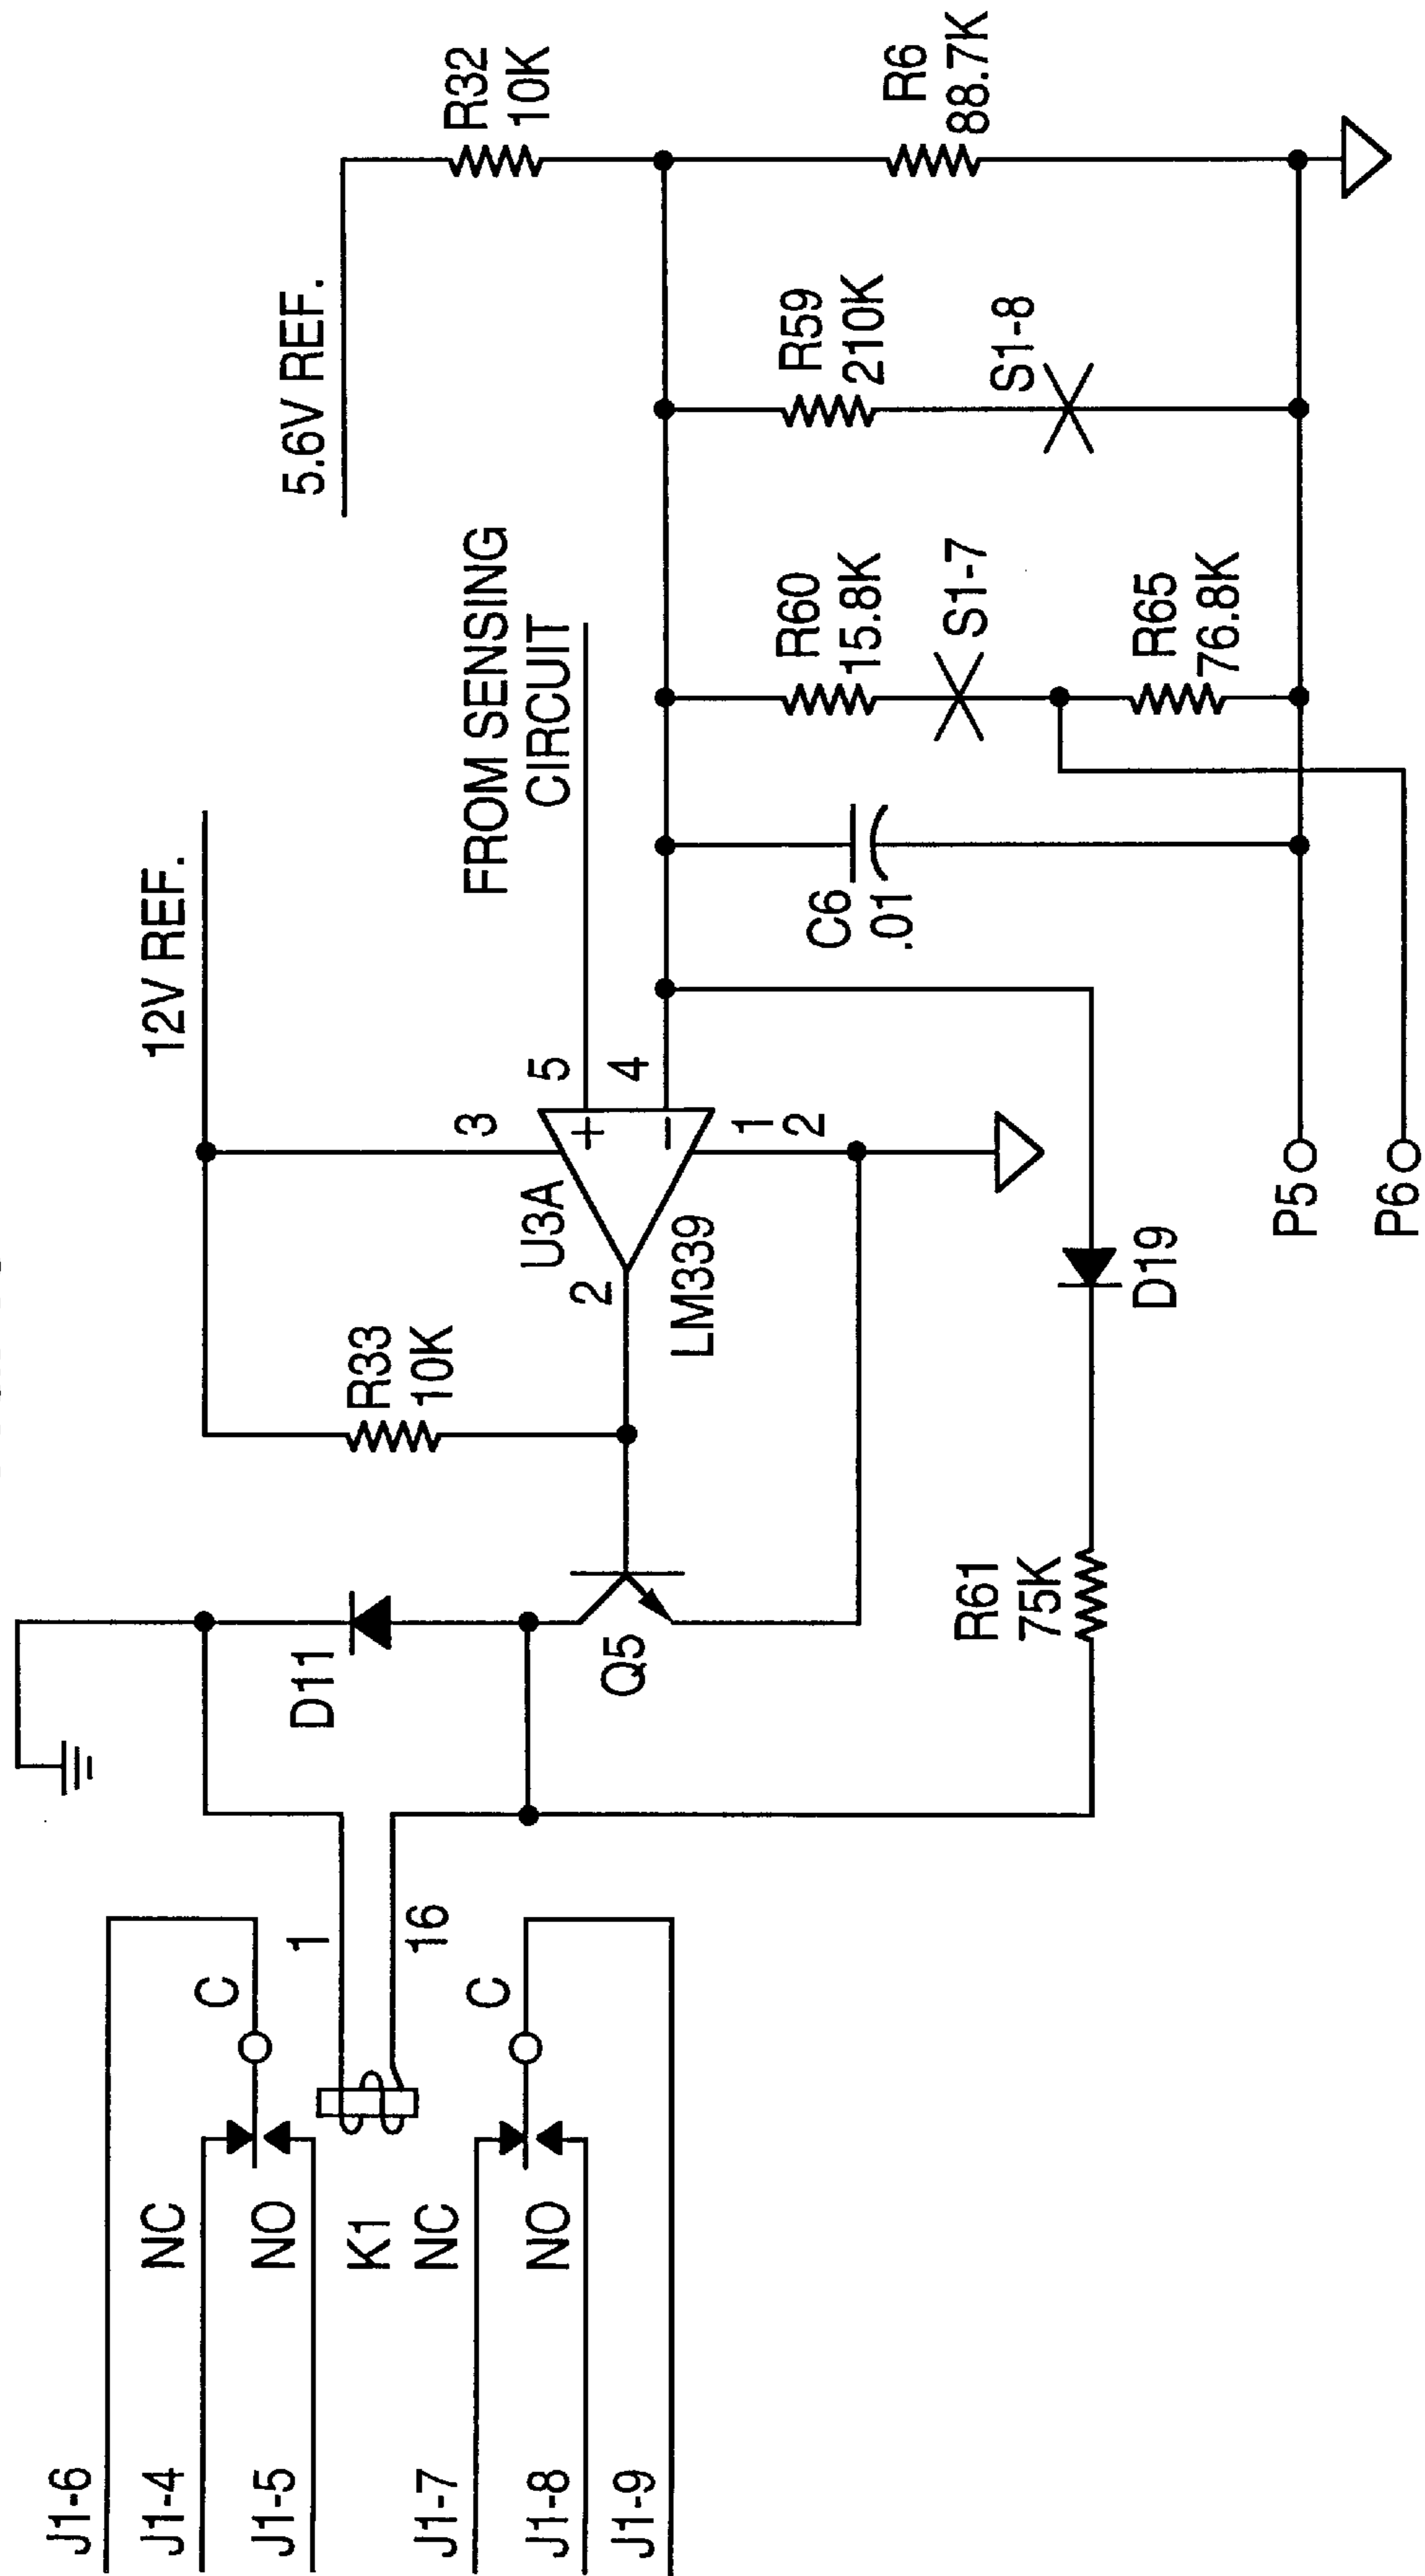 J1-6
J1-4
J1-5
J1-7
J1-8
J1-9
NC
NO
K1
NC
NO
C
C
1
16
D11
Q5
R33
10K
R61
75K
12V REF.
U3A
LM339
2
3
5
4
1
2
+
−
D19
P5
P6
FROM SENSING
CIRCUIT
C6
.01
5.6V REF.
R60
15.8K
S1-7
R65
76.8K
R59
210K
S1-8
R32
10K
R6
88.7K